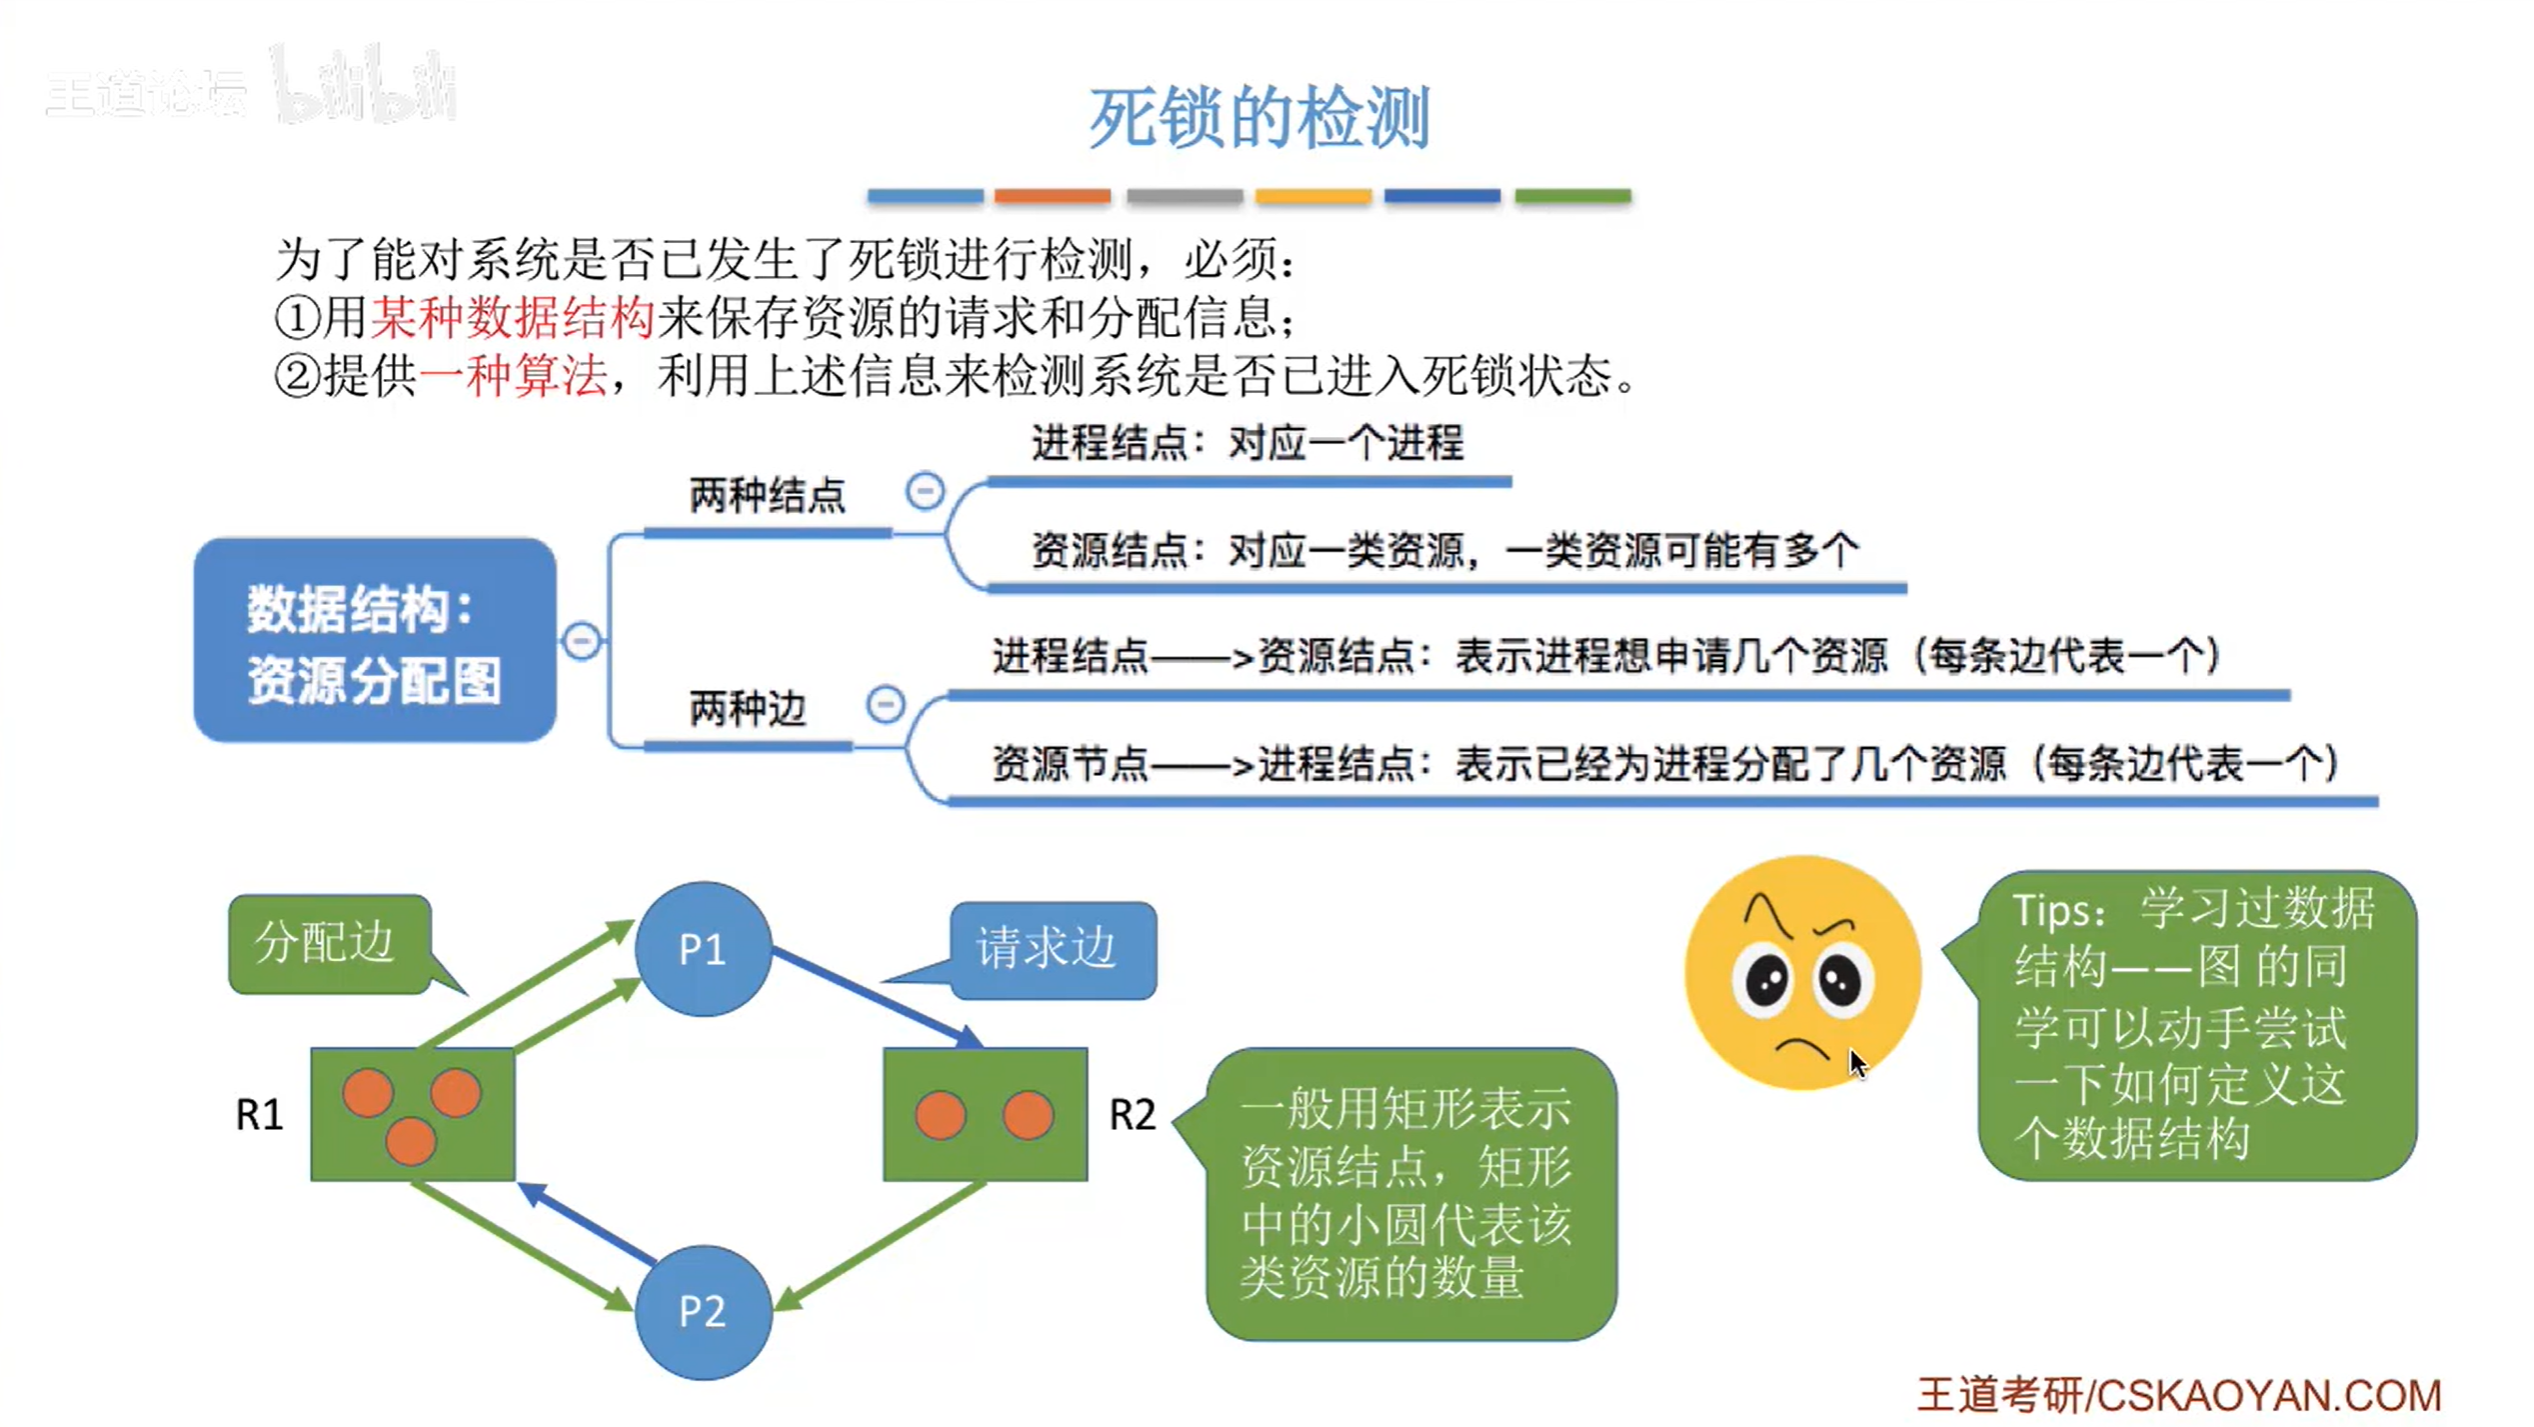 王道论坛 bilibili
死锁的检测
为了能对系统是否已发生了死锁进行检测，必须：
①用某种数据结构来保存资源的请求和分配信息；
②提供一种算法，利用上述信息来检测系统是否已进入死锁状态。
数据结构：
资源分配图
两种结点
进程结点：对应一个进程
资源结点：对应一类资源，一类资源可能有多个
两种边
进程结点——>资源结点：表示进程想申请几个资源（每条边代表一个）
资源节点——>进程结点：表示已经为进程分配了几个资源（每条边代表一个）
分配边
P1
请求边
R1
R2
P2
一般用矩形表示
资源结点，矩形
中的小圆代表该
类资源的数量
Tips： 学习过数据
结构——图 的同
学可以动手尝试
一下如何定义这
个数据结构
王道考研/CSKAOYAN.COM